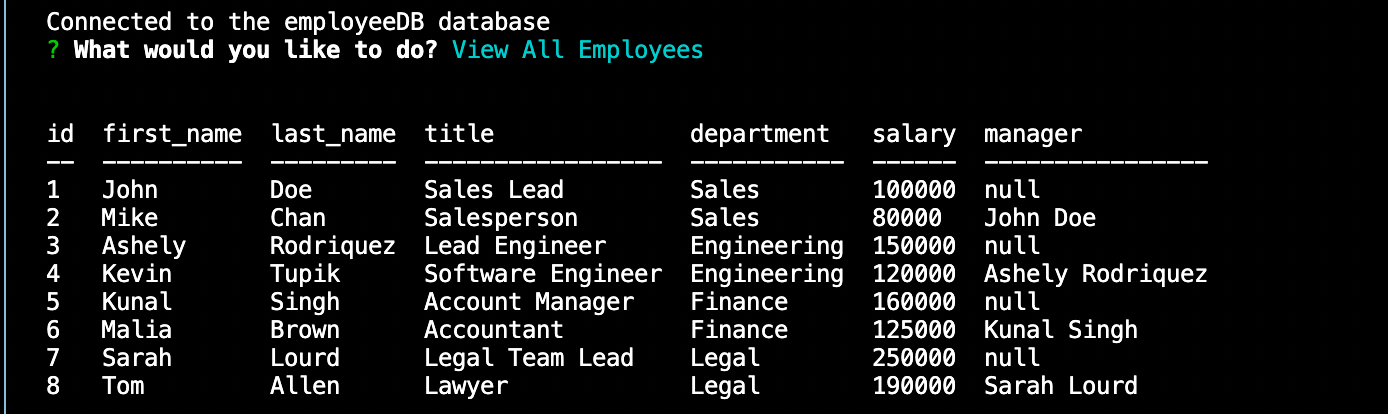 Connected to the employeeDB database
? What would you like to do? View All Employees
id first_name last_name title department salary manager
-- ---------- --------- ----------------- ----------- ------ ----------------
1 John Doe Sales Lead Sales 100000 null
2 Mike Chan Salesperson Sales 80000 John Doe
3 Ashely Rodriquez Lead Engineer Engineering 150000 null
4 Kevin Tupik Software Engineer Engineering 120000 Ashely Rodriquez
5 Kunal Singh Account Manager Finance 160000 null
6 Malia Brown Accountant Finance 125000 Kunal Singh
7 Sarah Lourd Legal Team Lead Legal 250000 null
8 Tom Allen Lawyer Legal 190000 Sarah Lourd